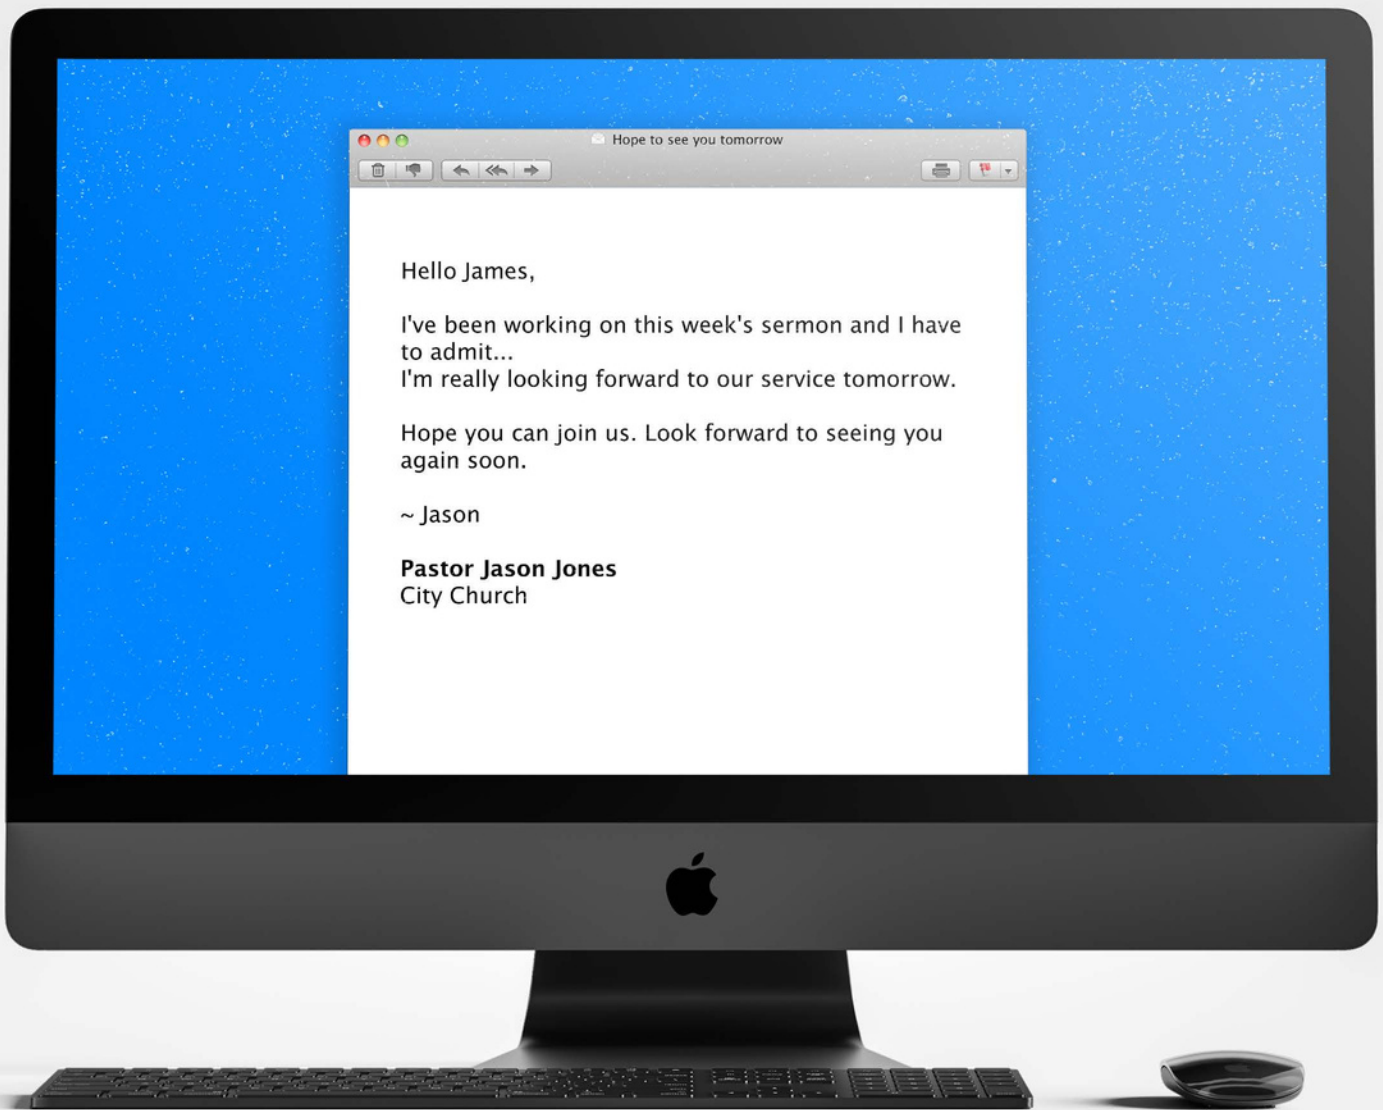 Hope to see you tomorrow
Hello James,
I've been working on this week's sermon and I have
to admit...
I'm really looking forward to our service tomorrow.
Hope you can join us. Look forward to seeing you
again soon.
~ Jason
Pastor Jason Jones
City Church